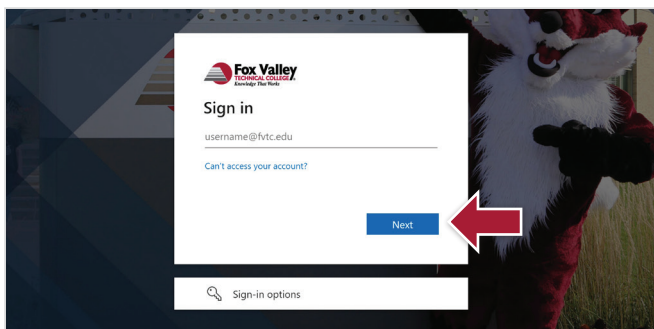 Fox Valley
TECHNICAL COLLEGE
Knowledge That Works
Sign in
username@fvtc.edu
Can't access your account?
Next
Sign-in options